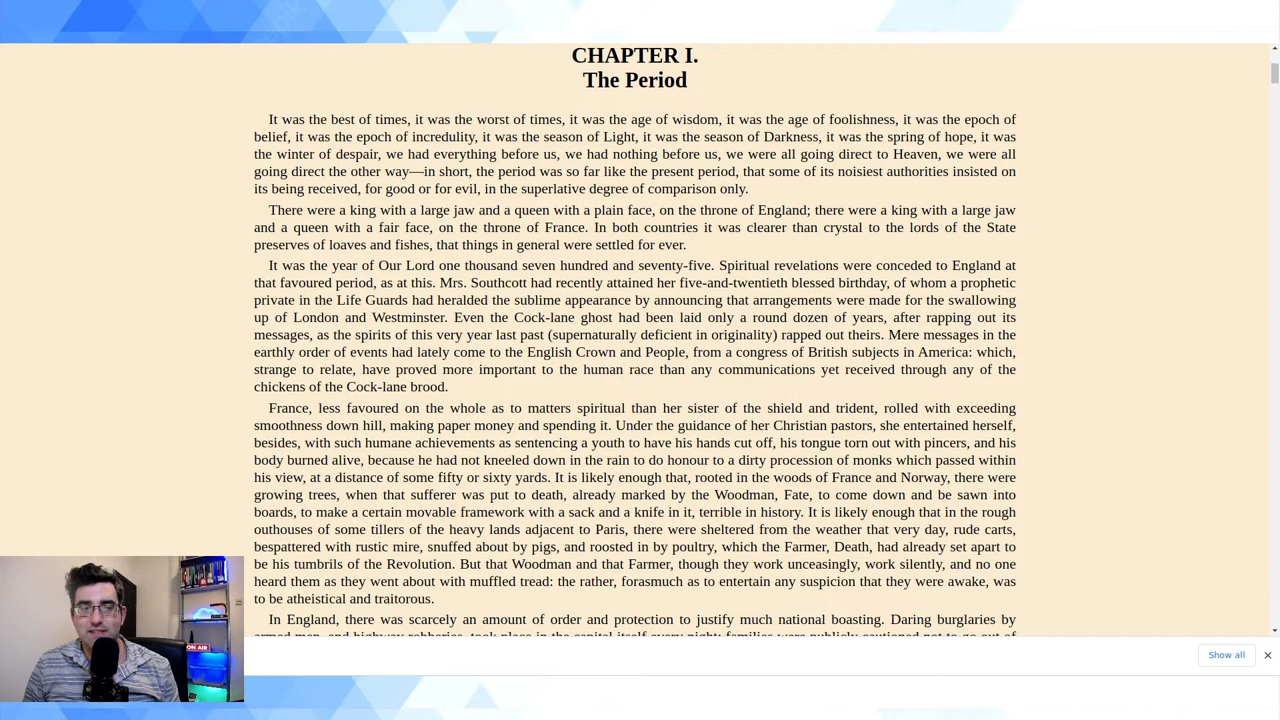 CHAPTER I.
The Period
It was the best of times, it was the worst of times, it was the age of wisdom, it was the age of foolishness, it was the epoch of
belief, it was the epoch of incredulity, it was the season of Light, it was the season of Darkness, it was the spring of hope, it was
the winter of despair, we had everything before us, we had nothing before us, we were all going direct to Heaven, we were all
going direct the other way—in short, the period was so far like the present period, that some of its noisiest authorities insisted on
its being received, for good or for evil, in the superlative degree of comparison only.
There were a king with a large jaw and a queen with a plain face, on the throne of England; there were a king with a large jaw
and a queen with a fair face, on the throne of France. In both countries it was clearer than crystal to the lords of the State
preserves of loaves and fishes, that things in general were settled for ever.
It was the year of Our Lord one thousand seven hundred and seventy-five. Spiritual revelations were conceded to England at
that favoured period, as at this. Mrs. Southcott had recently attained her five-and-twentieth blessed birthday, of whom a prophetic
private in the Life Guards had heralded the sublime appearance by announcing that arrangements were made for the swallowing
up of London and Westminster. Even the Cock-lane ghost had been laid only a round dozen of years, after rapping out its
messages, as the spirits of this very year last past (supernaturally deficient in originality) rapped out theirs. Mere messages in the
earthly order of events had lately come to the English Crown and People, from a congress of British subjects in America: which,
strange to relate, have proved more important to the human race than any communications yet received through any of the
chickens of the Cock-lane brood.
France, less favoured on the whole as to matters spiritual than her sister of the shield and trident, rolled with exceeding
smoothness down hill, making paper money and spending it. Under the guidance of her Christian pastors, she entertained herself,
besides, with such humane achievements as sentencing a youth to have his hands cut off, his tongue torn out with pincers, and his
body burned alive, because he had not kneeled down in the rain to do honour to a dirty procession of monks which passed within
his view, at a distance of some fifty or sixty yards. It is likely enough that, rooted in the woods of France and Norway, there were
growing trees, when that sufferer was put to death, already marked by the Woodman, Fate, to come down and be sawn into
boards, to make a certain movable framework with a sack and a knife in it, terrible in history. It is likely enough that in the rough
outhouses of some tillers of the heavy lands adjacent to Paris, there were sheltered from the weather that very day, rude carts,
bespattered with rustic mire, snuffed about by pigs, and roosted in by poultry, which the Farmer, Death, had already set apart to
be his tumbrils of the Revolution. But that Woodman and that Farmer, though they work unceasingly, work silently, and no one
heard them as they went about with muffled tread: the rather, forasmuch as to entertain any suspicion that they were awake, was
to be atheistical and traitorous.
In England, there was scarcely an amount of order and protection to justify much national boasting. Daring burglaries by
armed men, and highway robberies, took place in the capital itself every night; families were publicly cautioned not to go out of
ON AIR
Show all